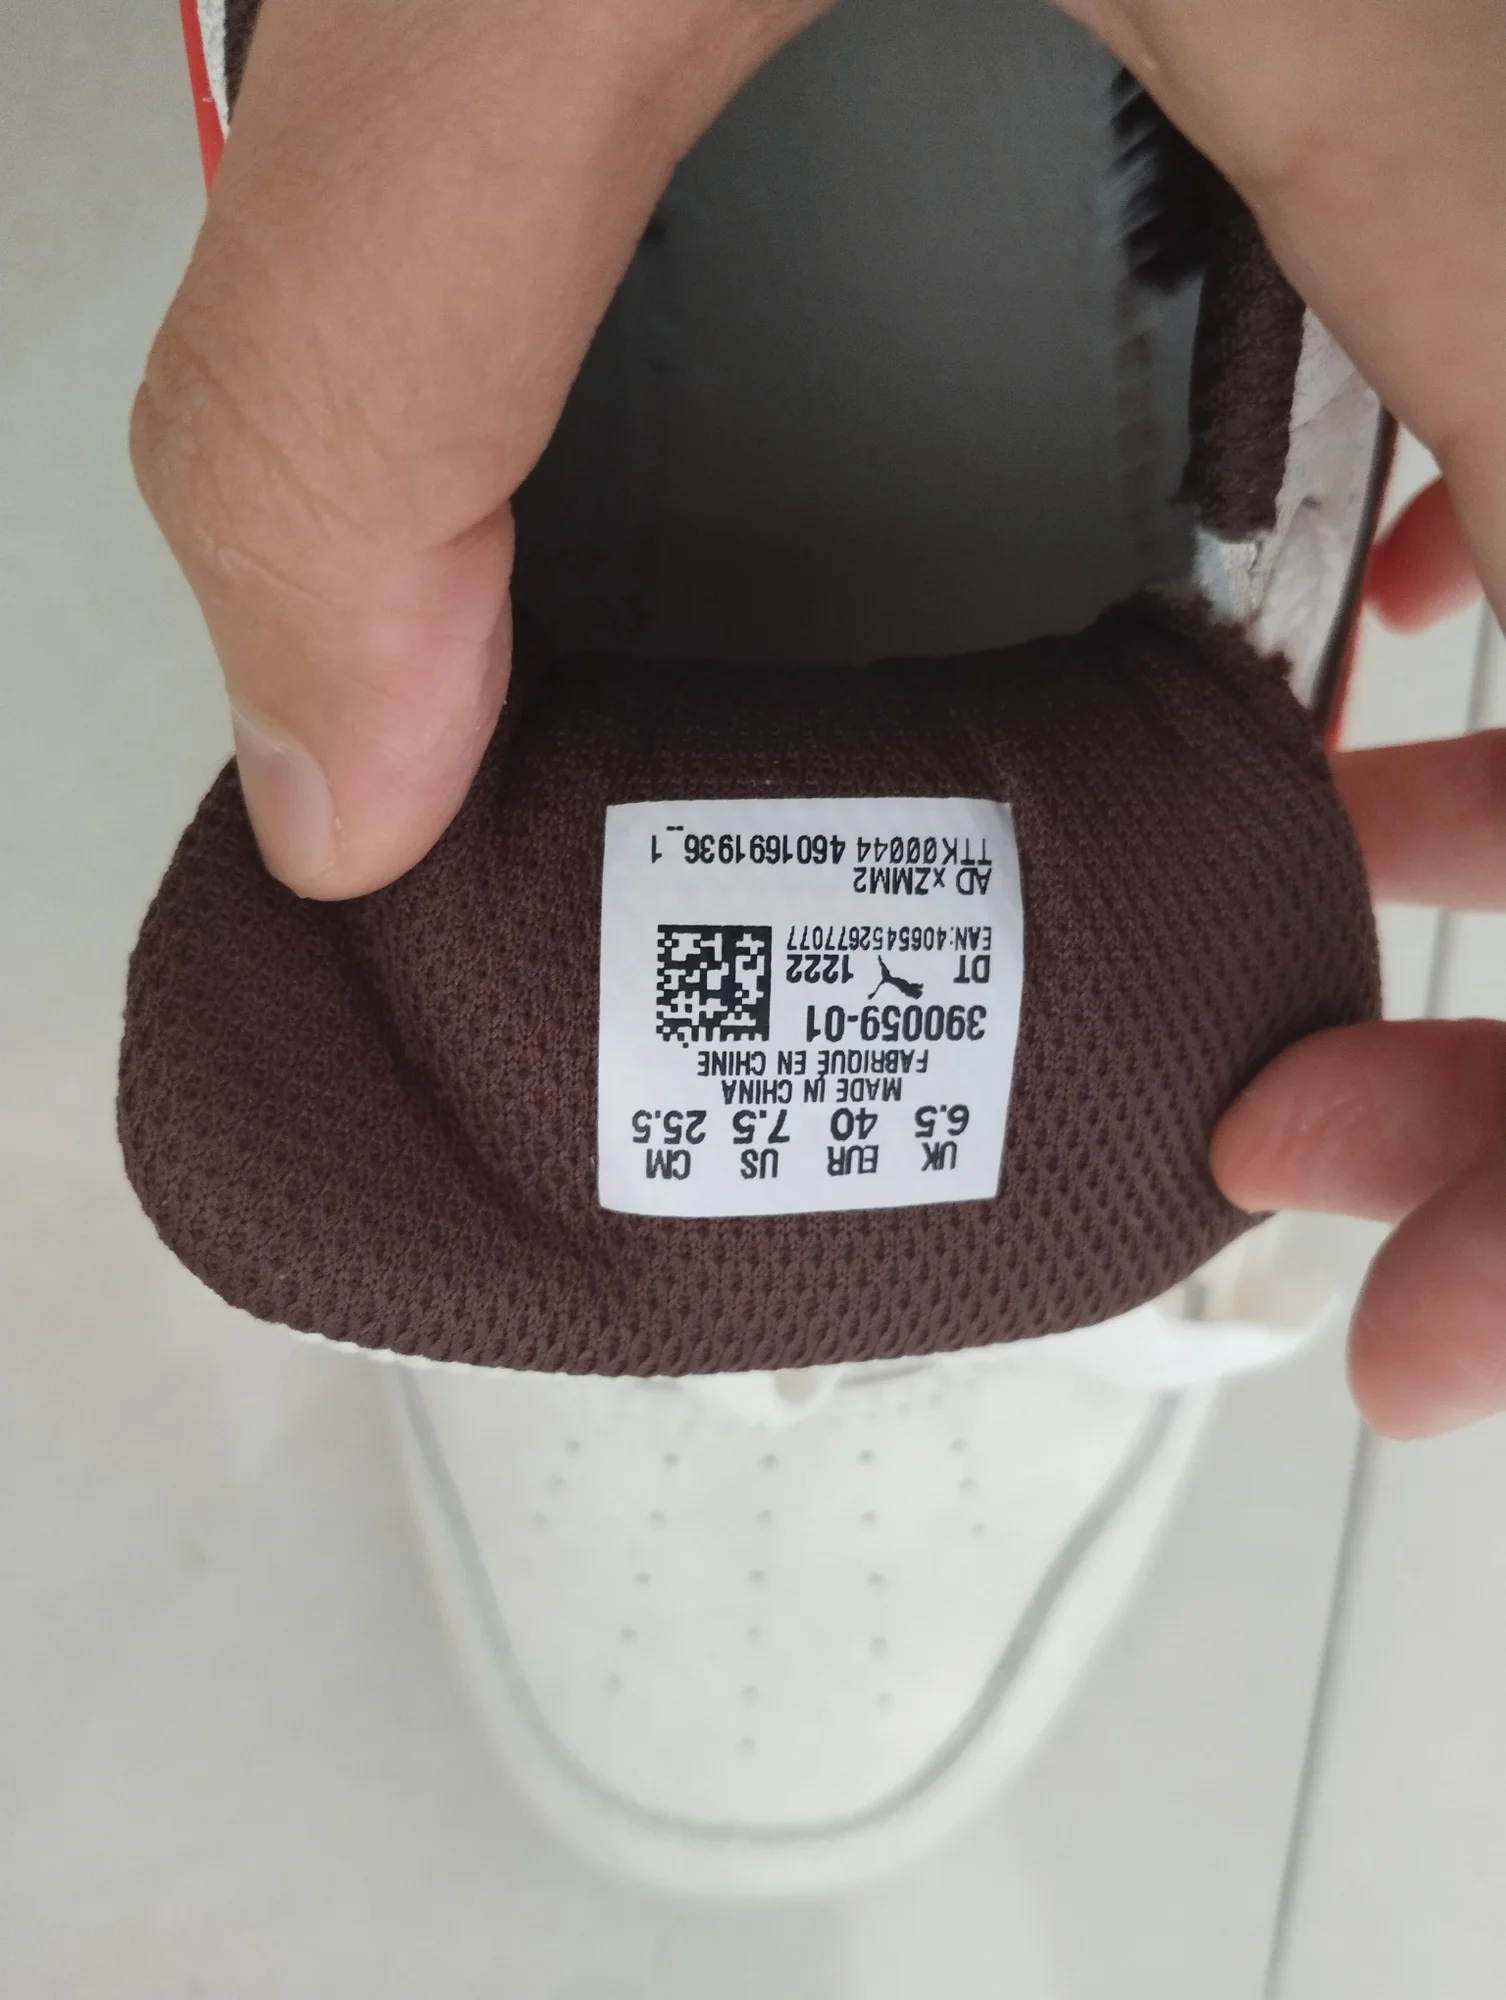 UK EUR US CM
6.5 40 7.5 25.5
MADE IN CHINA
FABRIQUÉ EN CHINE
390059-01
DT 1222
EAN:4065452677077
AD xZMM2
TTK00044 4601691936_1